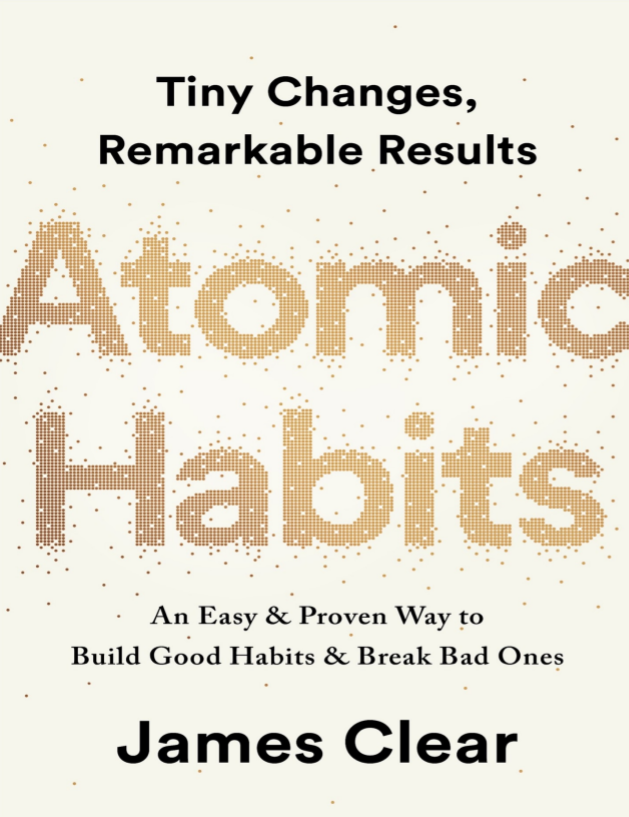 Tiny Changes,
Remarkable Results
Atomic
Habits
An Easy & Proven Way to
Build Good Habits & Break Bad Ones
James Clear